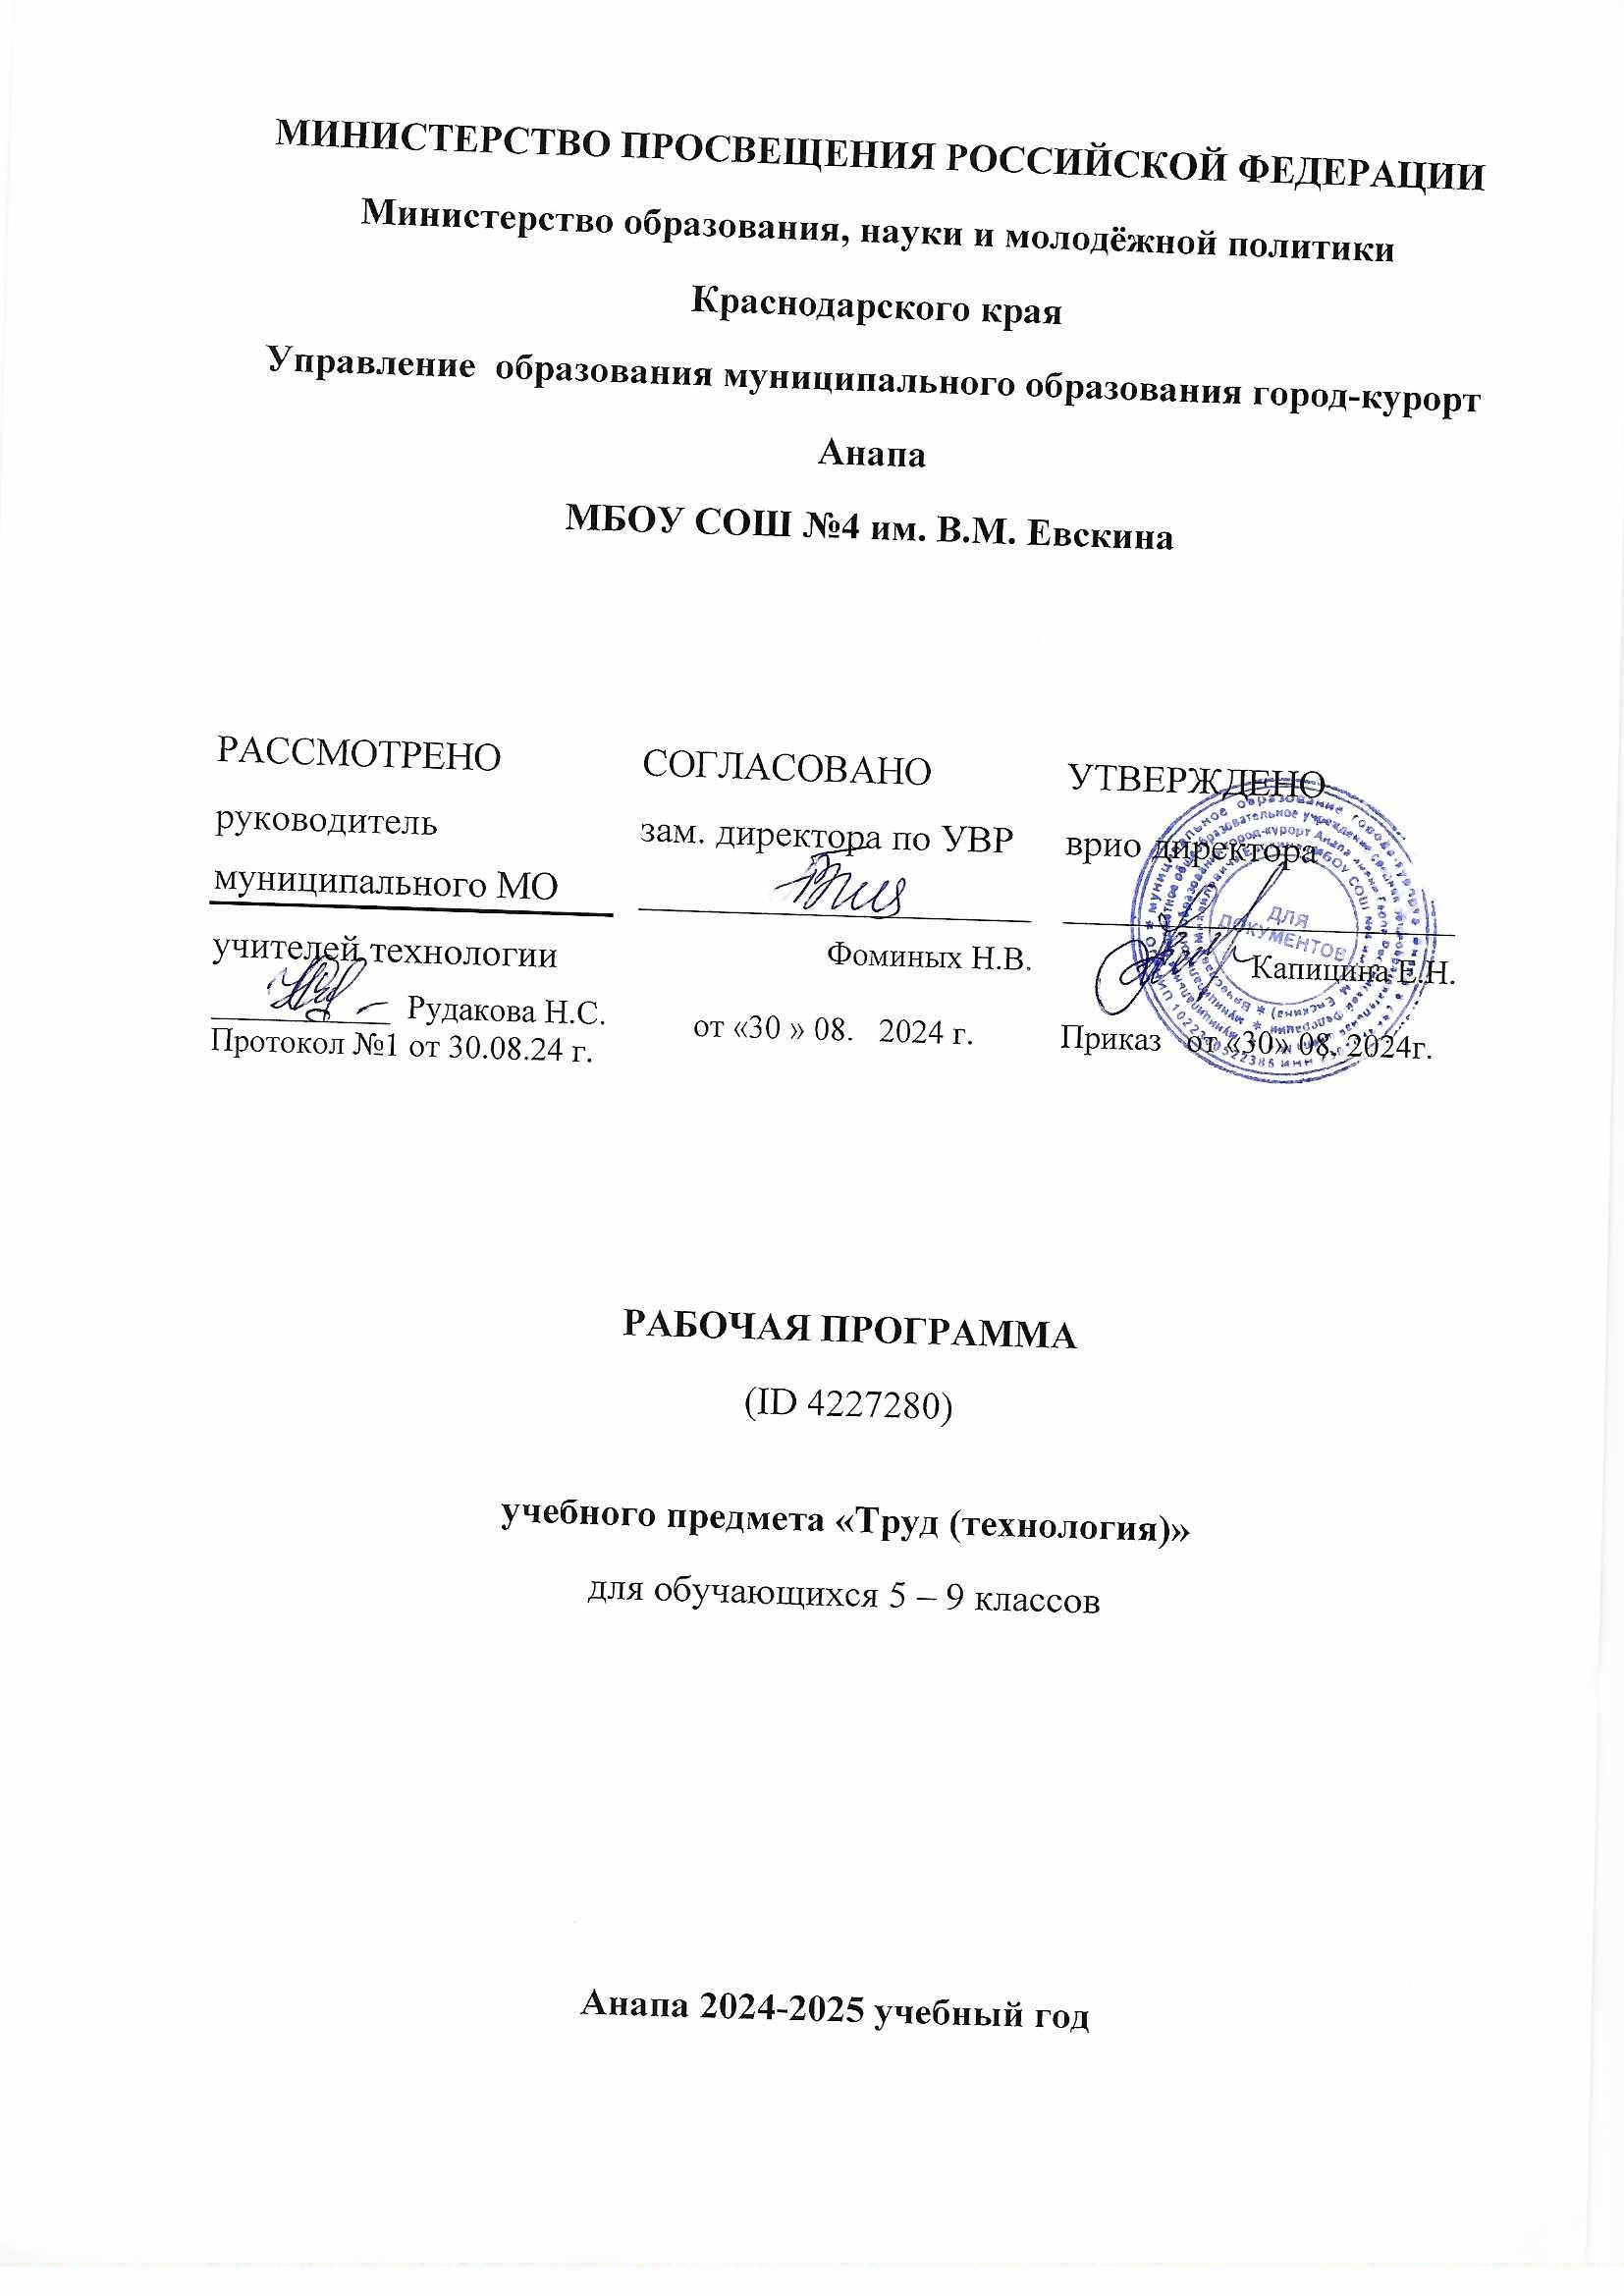 МИНИСТЕРСТВО ПРОСВЕЩЕНИЯ РОССИЙСКОЙ ФЕДЕРАЦИИ
Министерство образования, науки и молодёжной политики
Краснодарского края
Управление образования муниципального образования город-курорт
Анапа
МБОУ СОШ №4 им. В.М. Евскина
РАССМОТРЕНО
руководитель
муниципального МО
учителей технологии
Рудакова Н.С.
Протокол №1 от 30.08.24 г.
СОГЛАСОВАНО
зам. директора по УВР
Фоминых Н.В.
от «30 » 08. 2024 г.
УТВЕРЖДЕНО
врио директора
Капицина Е.Н.
Приказ от «30» 08. 2024г.
ДЛЯ
ДОКУМЕНТОВ
РАБОЧАЯ ПРОГРАММА
(ID 4227280)
учебного предмета «Труд (технология)»
для обучающихся 5 – 9 классов
Анапа 2024-2025 учебный год